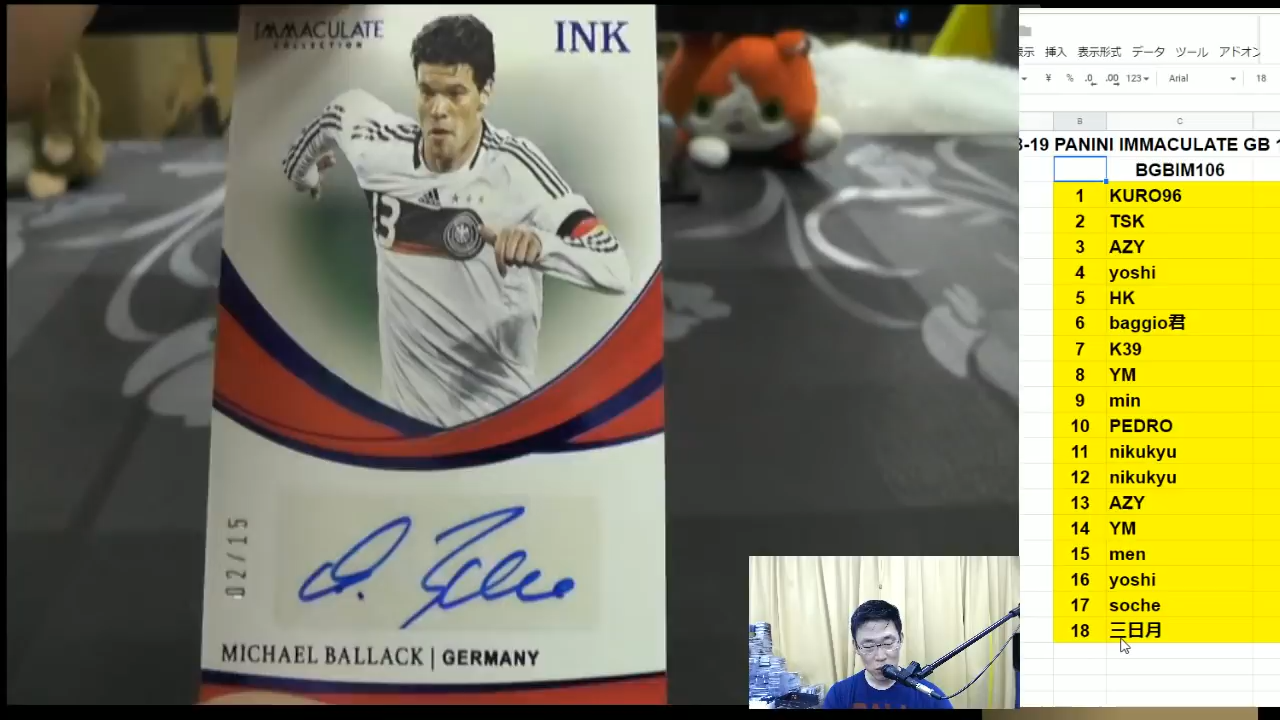 IMMACULATE
COLLECTION
INK
13
02/15
MICHAEL BALLACK | GERMANY
表示 挿入 表示形式 データ ツール アドオン
¥ % .0 .00 123 Arial 18
B C
-19 PANINI IMMACULATE GB 1
BGBIM106
1 KURO96
2 TSK
3 AZY
4 yoshi
5 HK
6 baggio君
7 K39
8 YM
9 min
10 PEDRO
11 nikukyu
12 nikukyu
13 AZY
14 YM
15 men
16 yoshi
17 soche
18 三日月